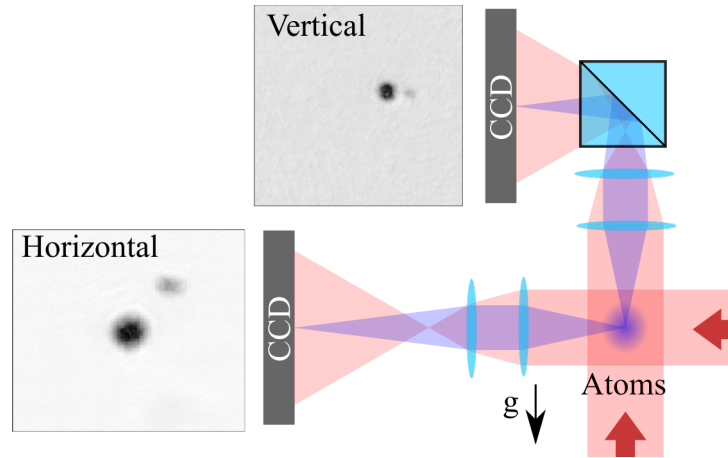 Vertical
CCD
Horizontal
CCD
Atoms
g